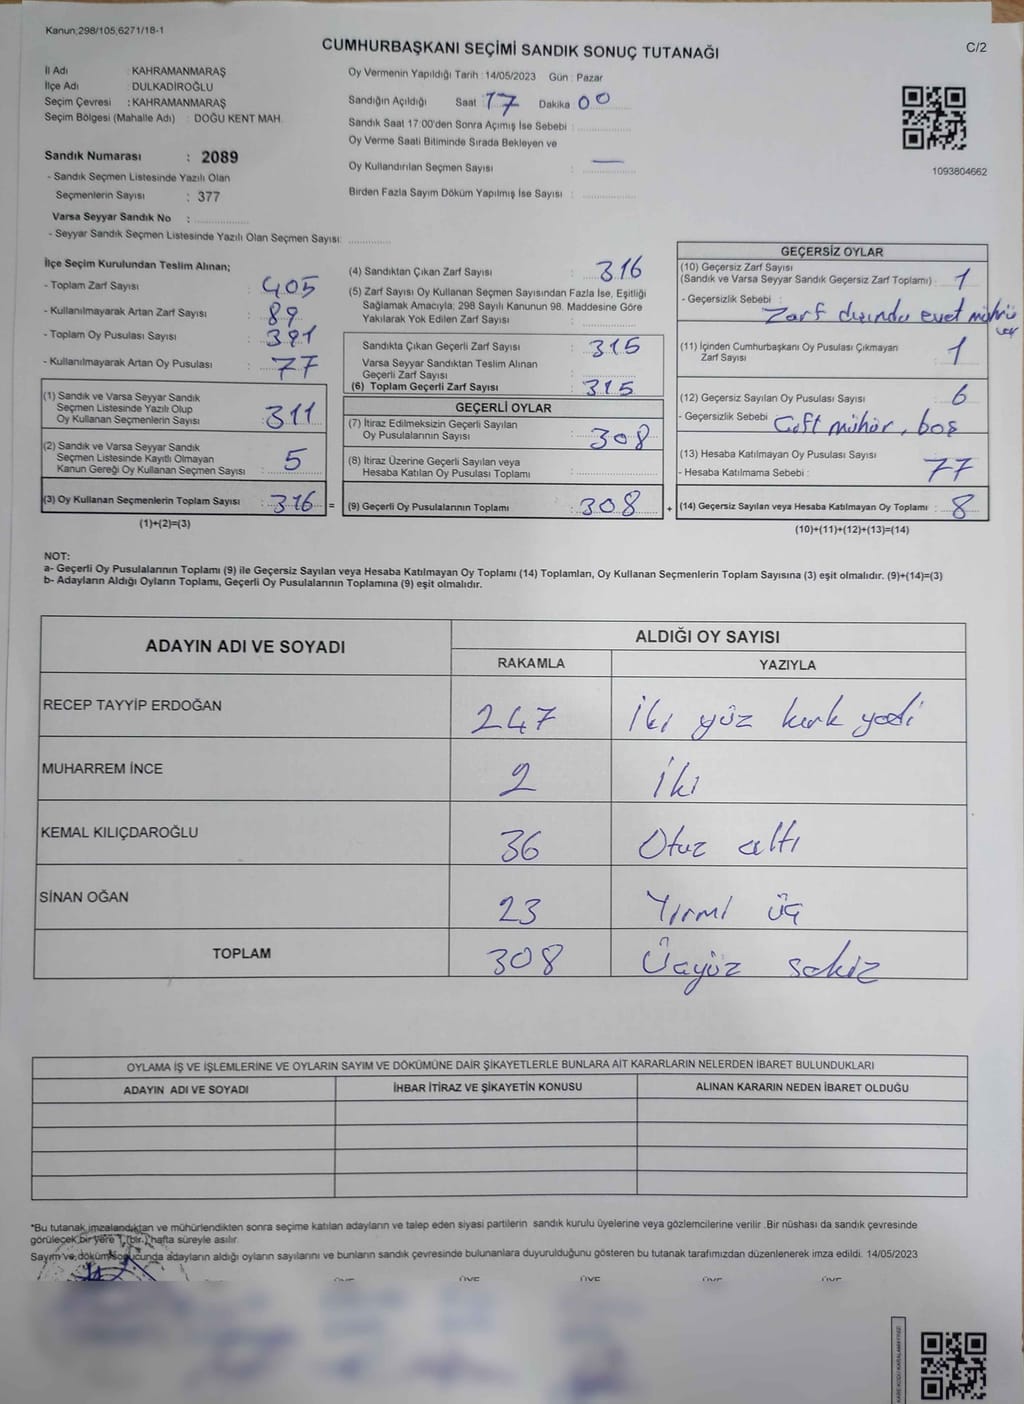 Kanun;298/105,6271/18-1
C/2
CUMHURBAŞKANI SEÇİMİ SANDIK SONUÇ TUTANAĞI
İl Adı : KAHRAMANMARAŞ
İlçe Adı : DULKADİROĞLU
Seçim Çevresi : KAHRAMANMARAŞ
Seçim Bölgesi (Mahalle Adı) : DOĞU KENT MAH.
Sandık Numarası : 2089
- Sandık Seçmen Listesinde Yazılı Olan
Seçmenlerin Sayısı : 377
Varsa Seyyar Sandık No :
- Seyyar Sandık Seçmen Listesinde Yazılı Olan Seçmen Sayısı:
Oy Vermenin Yapıldığı Tarih : 14/05/2023 Gün : Pazar
Sandığın Açıldığı Saat 17 Dakika 00
Sandık Saat 17:00'den Sonra Açımış İse Sebebi :
Oy Verme Saati Bitiminde Sırada Bekleyen ve
Oy Kullandırılan Seçmen Sayısı : —
Birden Fazla Sayım Döküm Yapılmış İse Sayısı :
1093804662
İlçe Seçim Kurulundan Teslim Alınan;
- Toplam Zarf Sayısı : 405
- Kullanılmayarak Artan Zarf Sayısı : 89
- Toplam Oy Pusulası Sayısı : 391
- Kullanılmayarak Artan Oy Pusulası : 77
(1) Sandık ve Varsa Seyyar Sandık
Seçmen Listesinde Yazılı Olup
Oy Kullanan Seçmenlerin Sayısı : 311
(2) Sandık ve Varsa Seyyar Sandık
Seçmen Listesinde Kayıtlı Olmayan
Kanun Gereği Oy Kullanan Seçmen Sayısı : 5
(3) Oy Kullanan Seçmenlerin Toplam Sayısı : 316 =
(1)+(2)=(3)
(4) Sandıktan Çıkan Zarf Sayısı : 316
(5) Zarf Sayısı Oy Kullanan Seçmen Sayısından Fazla İse, Eşitliği
Sağlamak Amacıyla; 298 Sayılı Kanunun 98. Maddesine Göre
Yakılarak Yok Edilen Zarf Sayısı :
Sandıkta Çıkan Geçerli Zarf Sayısı : 315
Varsa Seyyar Sandıktan Teslim Alınan
Geçerli Zarf Sayısı :
(6) Toplam Geçerli Zarf Sayısı : 315
GEÇERLİ OYLAR
(7) İtiraz Edilmeksizin Geçerli Sayılan
Oy Pusulalarının Sayısı : 308
(8) İtiraz Üzerine Geçerli Sayılan veya
Hesaba Katılan Oy Pusulası Toplamı :
(9) Geçerli Oy Pusulalarının Toplamı : 308 +
GEÇERSİZ OYLAR
(10) Geçersiz Zarf Sayısı
(Sandık ve Varsa Seyyar Sandık Geçersiz Zarf Toplamı) : 1
- Geçersizlik Sebebi :
Zarf dışında evet mührü
var
(11) İçinden Cumhurbaşkanı Oy Pusulası Çıkmayan
Zarf Sayısı : 1
(12) Geçersiz Sayılan Oy Pusulası Sayısı : 6
- Geçersizlik Sebebi : Çift mühür, boş
(13) Hesaba Katılmayan Oy Pusulası Sayısı : 77
- Hesaba Katılmama Sebebi :
(14) Geçersiz Sayılan veya Hesaba Katılmayan Oy Toplamı : 8
(10)+(11)+(12)+(13)=(14)
NOT:
a- Geçerli Oy Pusulalarının Toplamı (9) ile Geçersiz Sayılan veya Hesaba Katılmayan Oy Toplamı (14) Toplamları, Oy Kullanan Seçmenlerin Toplam Sayısına (3) eşit olmalıdır. (9)+(14)=(3)
b- Adayların Aldığı Oyların Toplamı, Geçerli Oy Pusulalarının Toplamına (9) eşit olmalıdır.
ADAYIN ADI VE SOYADI
ALDIĞI OY SAYISI
RAKAMLA YAZIYLA
RECEP TAYYİP ERDOĞAN 247 İki yüz kırk yedi
MUHARREM İNCE 2 İki
KEMAL KILIÇDAROĞLU 36 Otuz altı
SİNAN OĞAN 23 Yirmi üç
TOPLAM 308 Üçyüz sekiz
OYLAMA İŞ VE İŞLEMLERİNE VE OYLARIN SAYIM VE DÖKÜMÜNE DAİR ŞİKAYETLERLE BUNLARA AİT KARARLARIN NELERDEN İBARET BULUNDUKLARI
ADAYIN ADI VE SOYADI İHBAR İTİRAZ VE ŞİKAYETİN KONUSU ALINAN KARARIN NEDEN İBARET OLDUĞU
*Bu tutanak imzalandıktan ve mühürlendikten sonra seçime katılan adayların ve talep eden siyasi partilerin sandık kurulu üyelerine veya gözlemcilerine verilir .Bir nüshası da sandık çevresinde
görülecek bir yere 1 (bir ) hafta süreyle asılır.
Sayım ve döküm sonucunda adayların aldığı oyların sayılarını ve bunların sandık çevresinde bulunanlara duyurulduğunu gösteren bu tutanak tarafımızdan düzenlenerek imza edildi. 14/05/2023